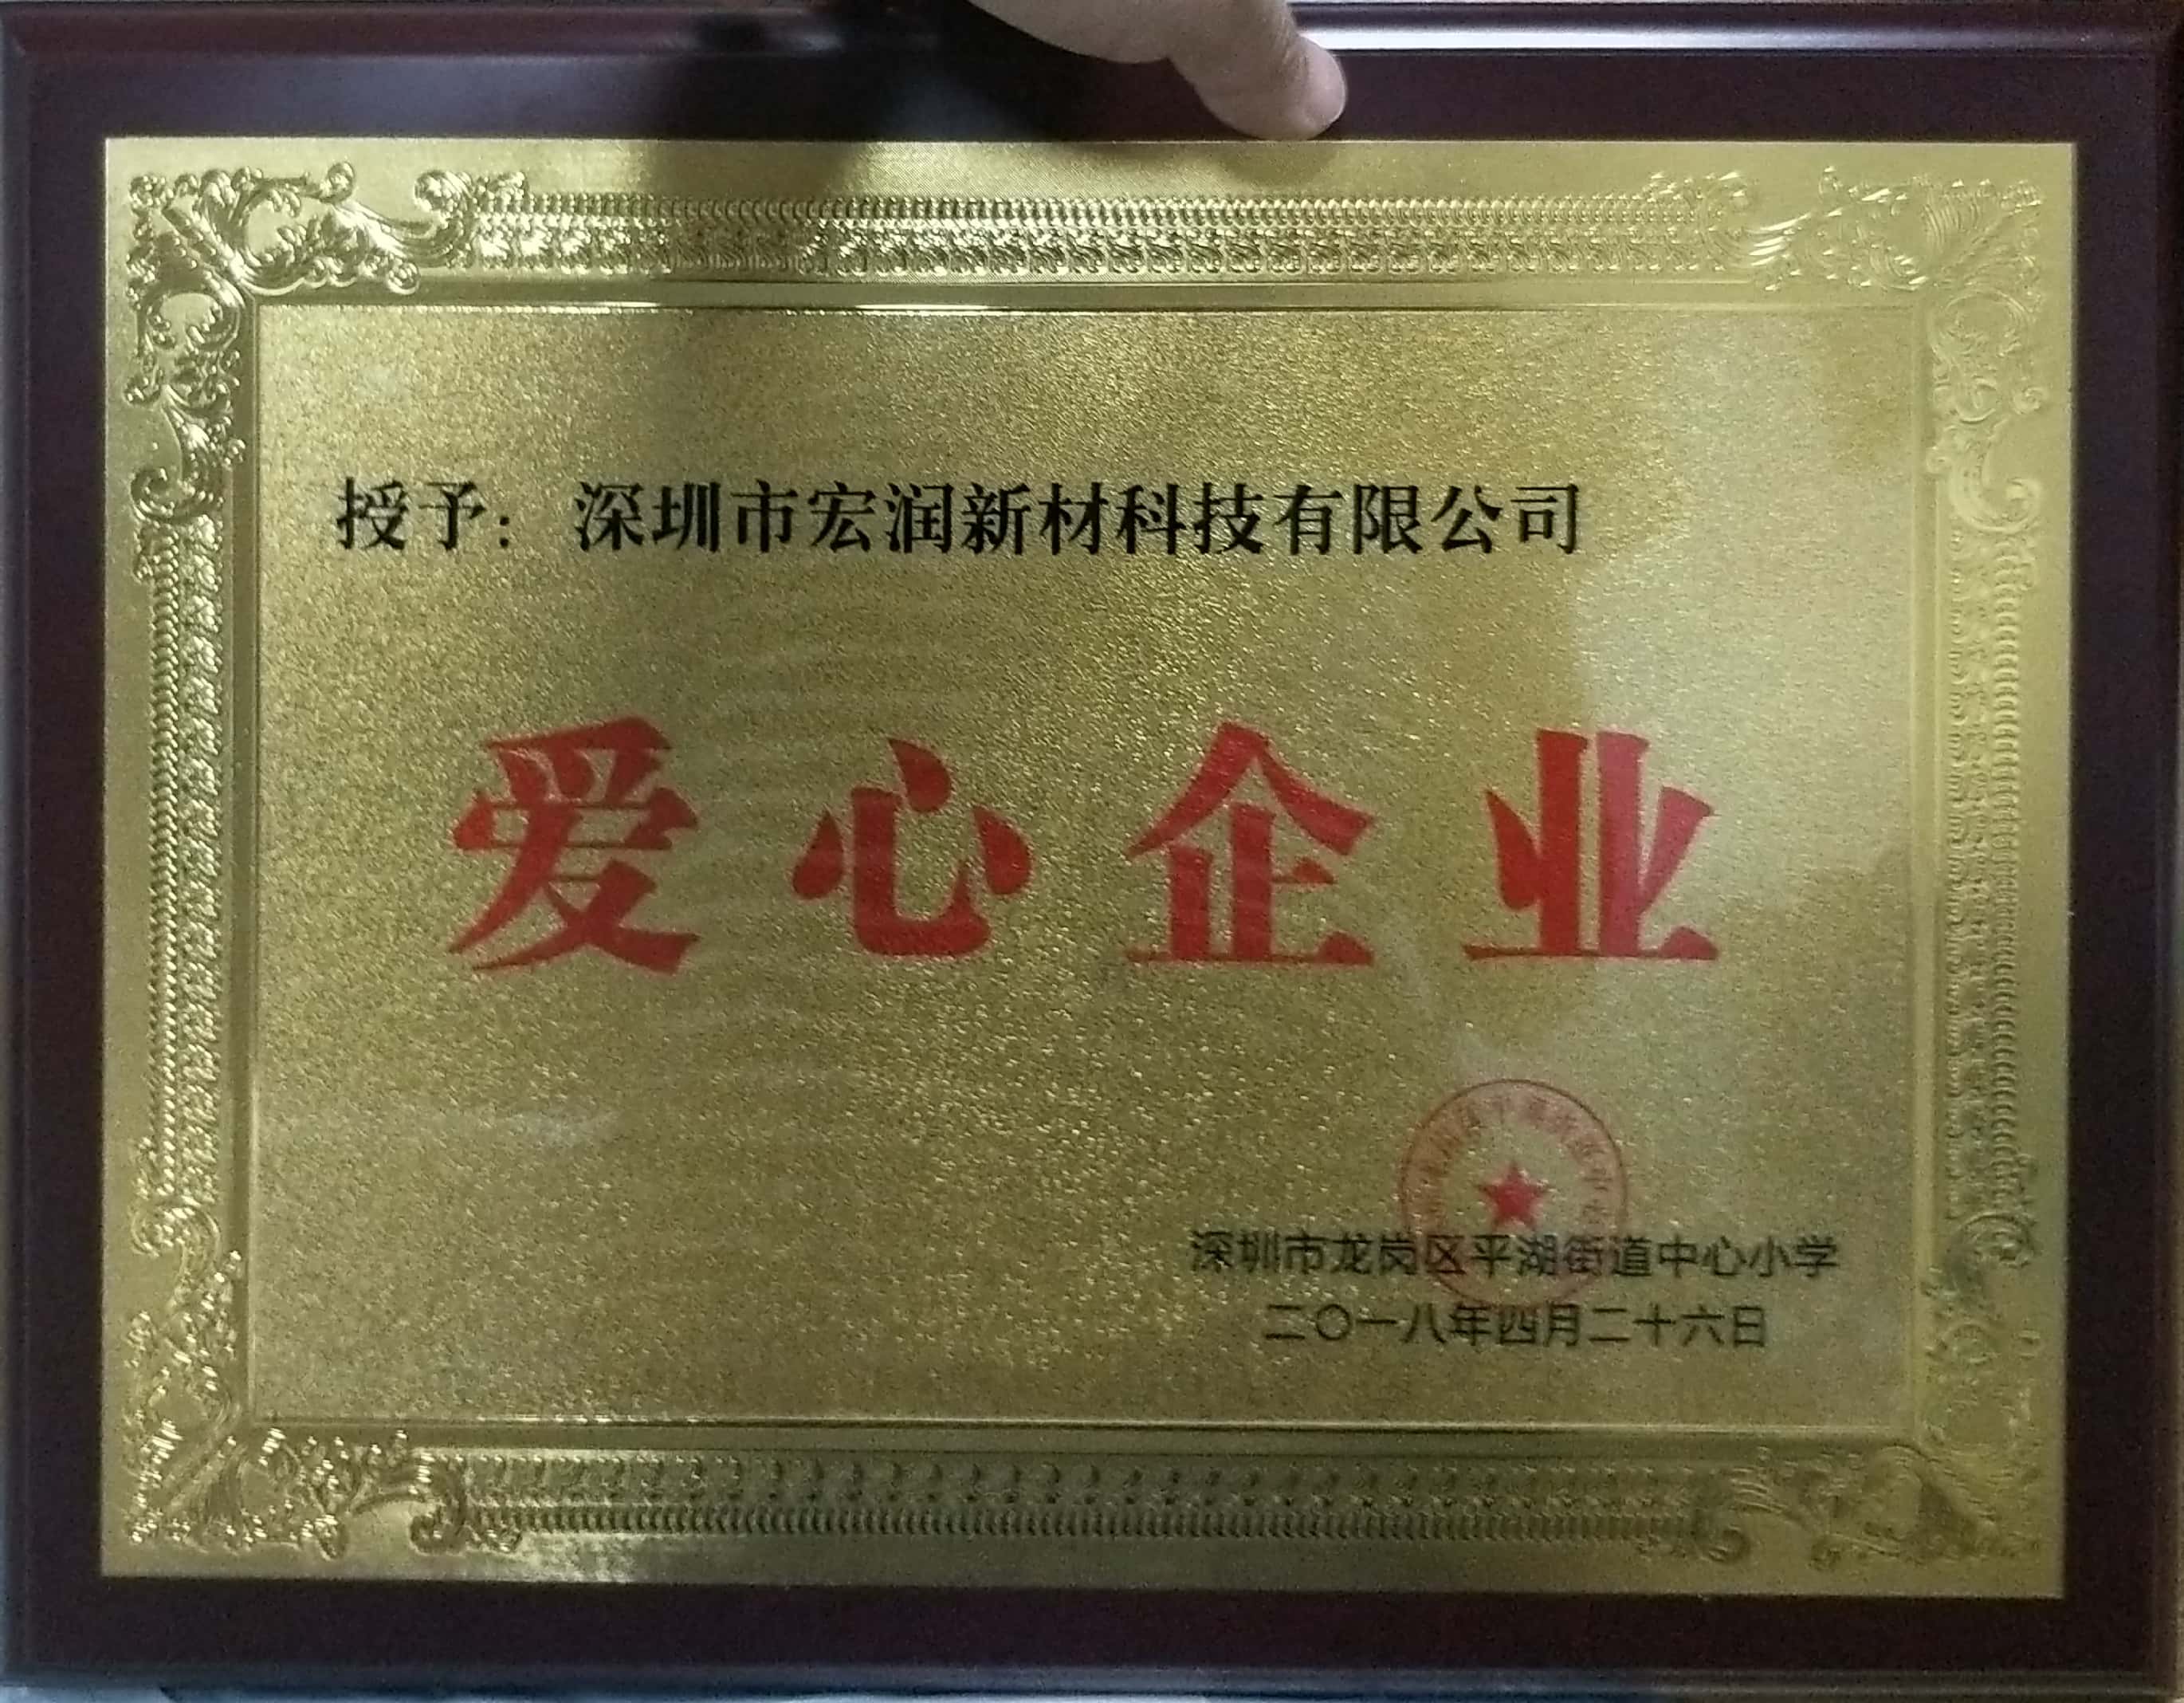 授予：深圳市宏润新材科技有限公司
爱心企业
深圳市龙岗区平湖街道中心小学
二〇一八年四月二十六日